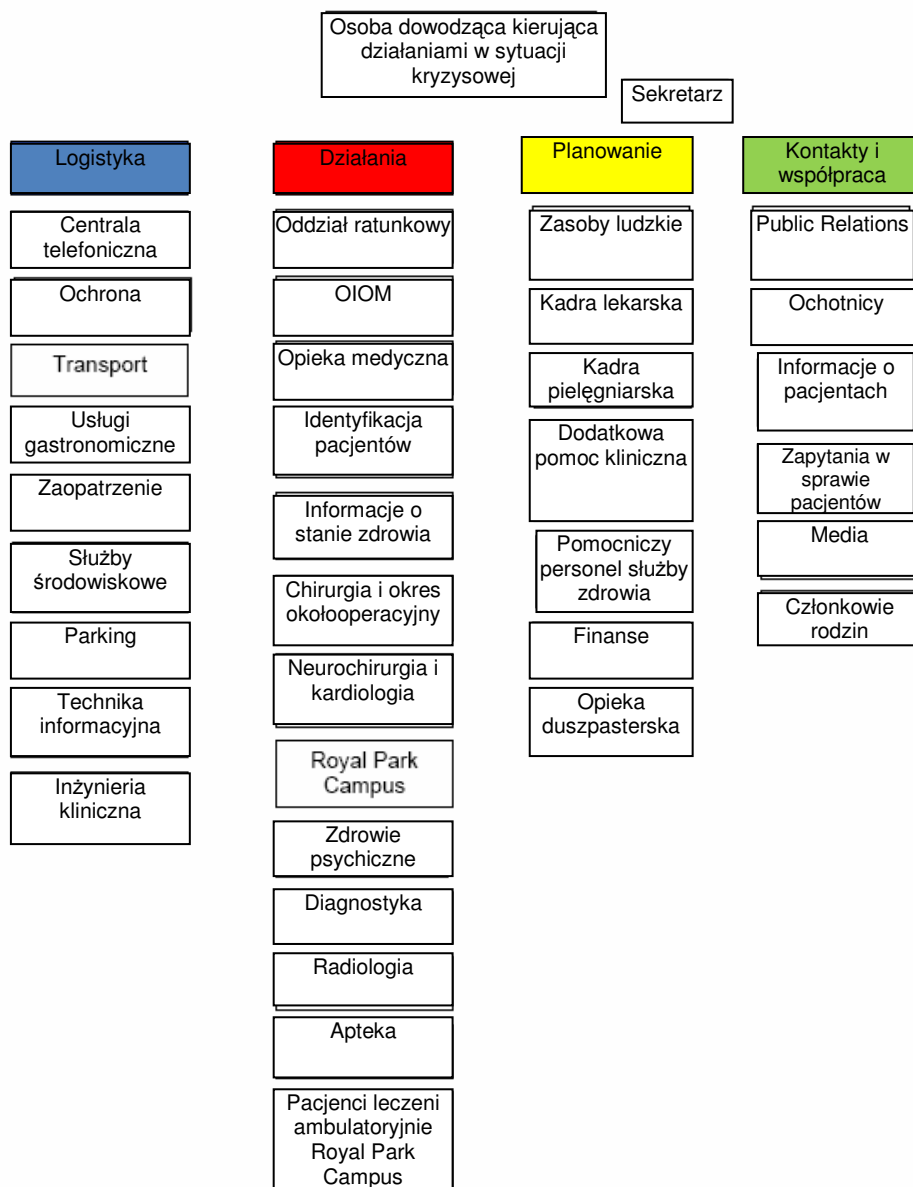 Osoba dowodząca kierująca
działaniami w sytuacji
kryzysowej
Sekretarz
Logistyka
Centrala
telefoniczna
Ochrona
Transport
Usługi
gastronomiczne
Zaopatrzenie
Służby
środowiskowe
Parking
Technika
informacyjna
Inżynieria
kliniczna
Działania
Oddział ratunkowy
OIOM
Opieka medyczna
Identyfikacja
pacjentów
Informacje o
stanie zdrowia
Chirurgia i okres
okołooperacyjny
Neurochirurgia i
kardiologia
Royal Park
Campus
Zdrowie
psychiczne
Diagnostyka
Radiologia
Apteka
Pacjenci leczeni
ambulatoryjnie
Royal Park
Campus
Planowanie
Zasoby ludzkie
Kadra lekarska
Kadra
pielęgniarska
Dodatkowa
pomoc kliniczna
Pomocniczy
personel służby
zdrowia
Finanse
Opieka
duszpasterska
Kontakty i
współpraca
Public Relations
Ochotnicy
Informacje o
pacjentach
Zapytania w
sprawie
pacjentów
Media
Członkowie
rodzin